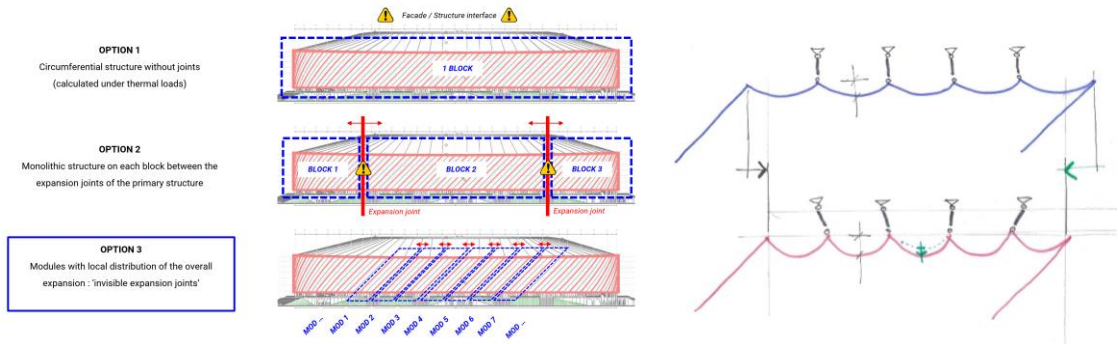 Facade / Structure interface
OPTION 1
Circumferential structure without joints
(calculated under thermal loads)
1 BLOCK
OPTION 2
Monolithic structure on each block between the
expansion joints of the primary structure
BLOCK 1
BLOCK 2
BLOCK 3
Expansion joint
Expansion joint
OPTION 3
Modules with local distribution of the overall
expansion : 'invisible expansion joints'
MOD ...
MOD 1
MOD 2
MOD 3
MOD 4
MOD 5
MOD 6
MOD 7
MOD ...